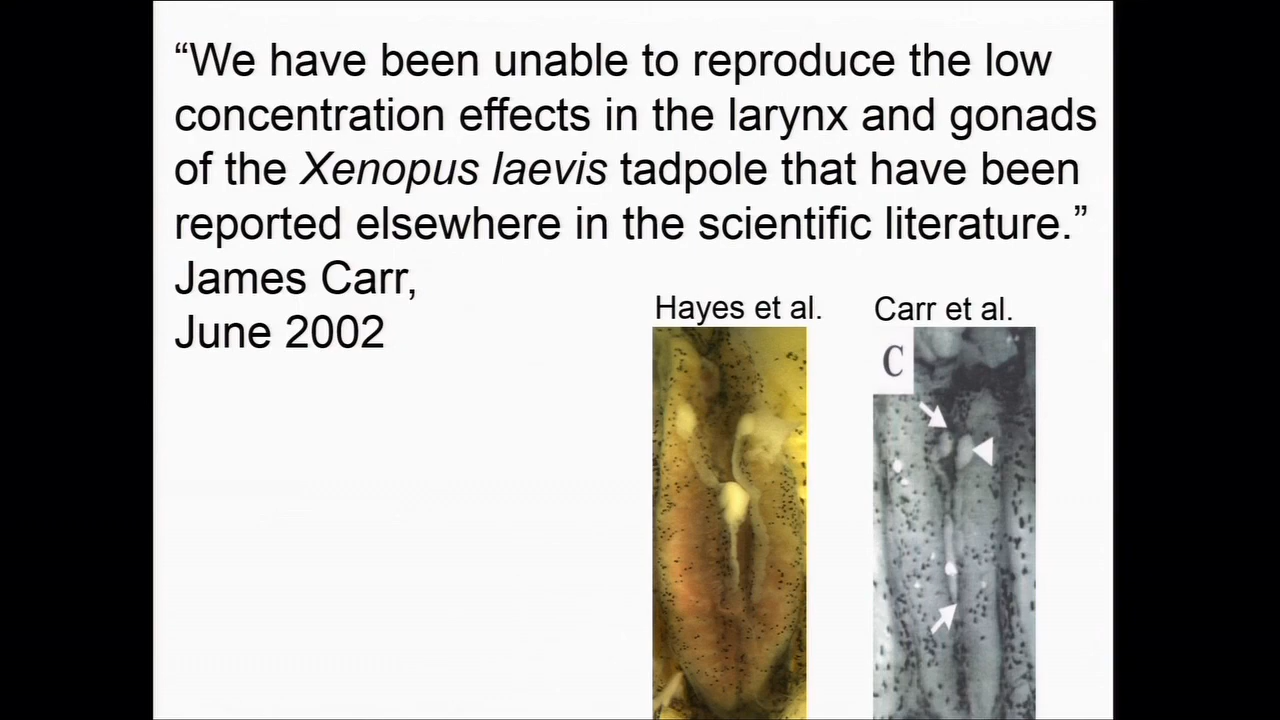 “We have been unable to reproduce the low
concentration effects in the larynx and gonads
of the Xenopus laevis tadpole that have been
reported elsewhere in the scientific literature.”
James Carr,
June 2002
Hayes et al.
Carr et al.
C